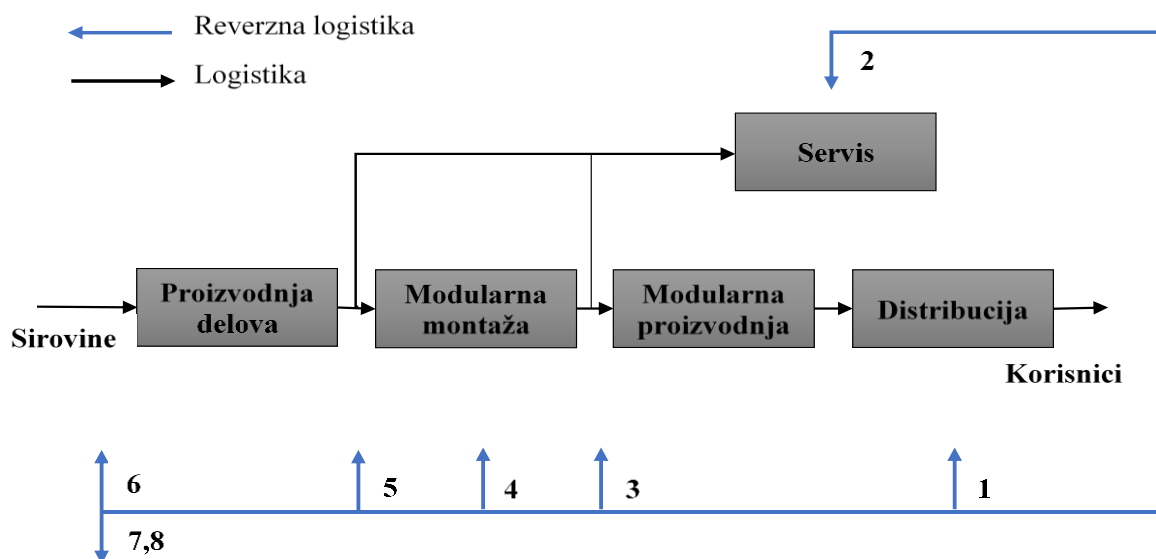 Reverzna logistika
Logistika
2
Servis
Proizvodnja
delova
Modularna
montaža
Modularna
proizvodnja
Distribucija
Sirovine
Korisnici
6
5
4
3
1
7,8